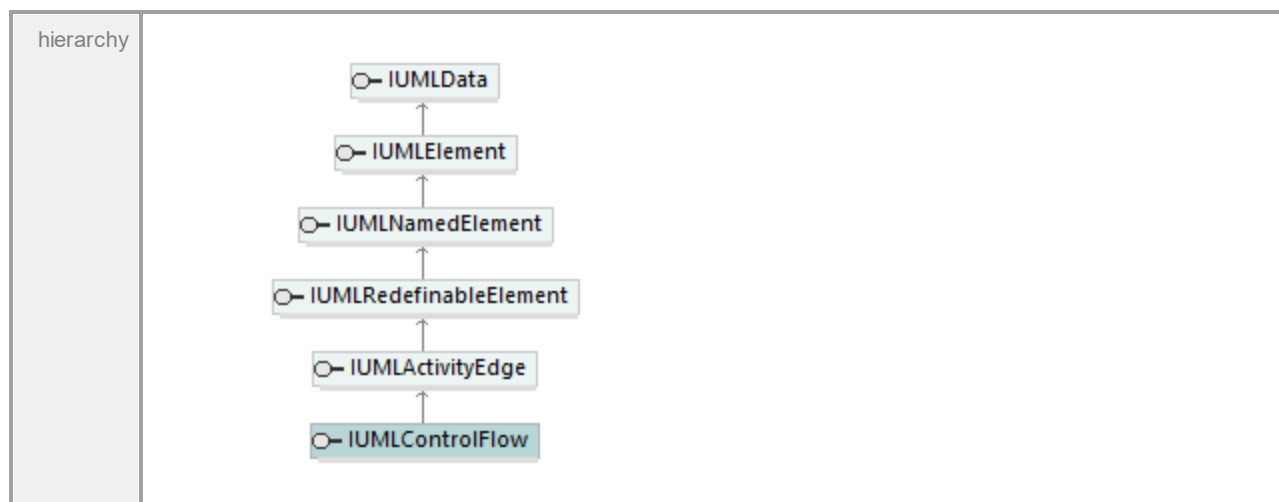 hierarchy
IUMLData
IUMLElement
IUMLNamedElement
IUMLRedefinableElement
IUMLActivityEdge
IUMLControlFlow